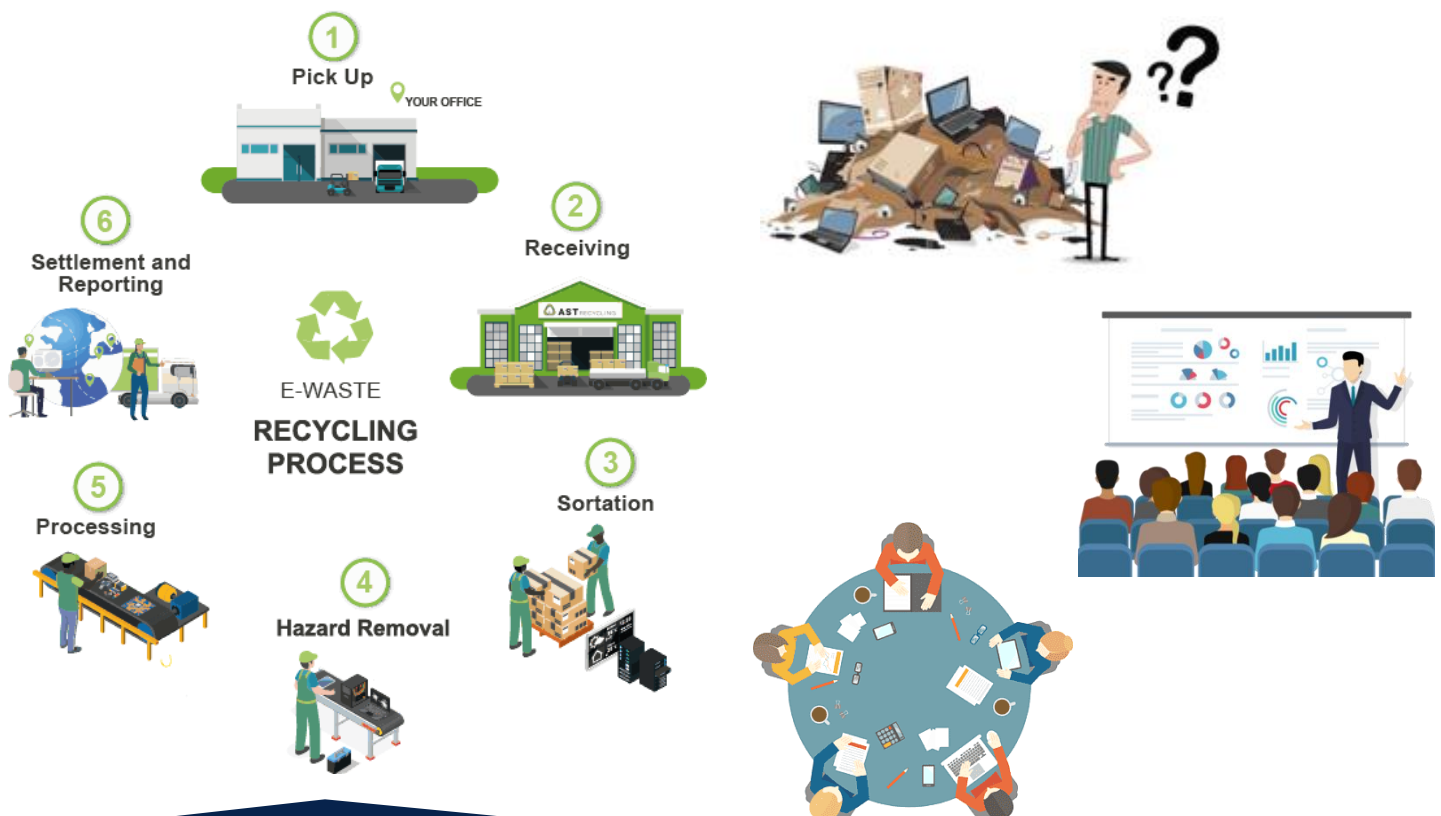 1
Pick Up
YOUR OFFICE
2
Receiving
AST RECYCLING
3
Sortation
4
Hazard Removal
5
Processing
6
Settlement and
Reporting
E-WASTE
RECYCLING
PROCESS
???